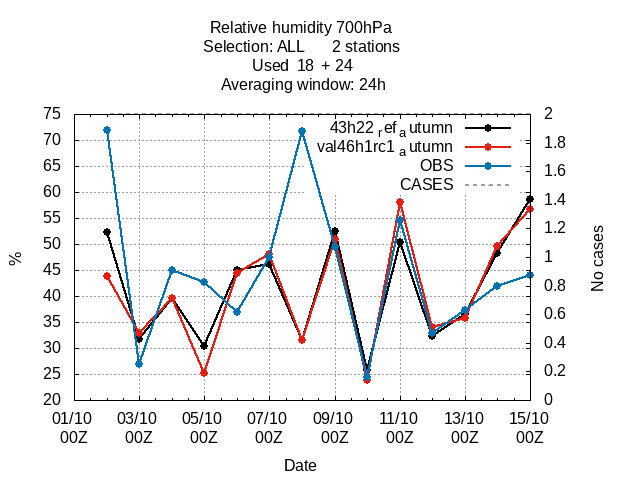 Relative humidity 700hPa
Selection: ALL 2 stations
Used 18 + 24
Averaging window: 24h
75 2
70 1.8
65 1.6
60 1.4
55 1.2
50 1
45 0.8
40 0.6
35 0.4
30 0.2
25 0
20
43h22 ref autumn
val46h1rc1 autumn
OBS
CASES
%
No cases
01/10 03/10 05/10 07/10 09/10 11/10 13/10 15/10
00Z 00Z 00Z 00Z 00Z 00Z 00Z 00Z
Date